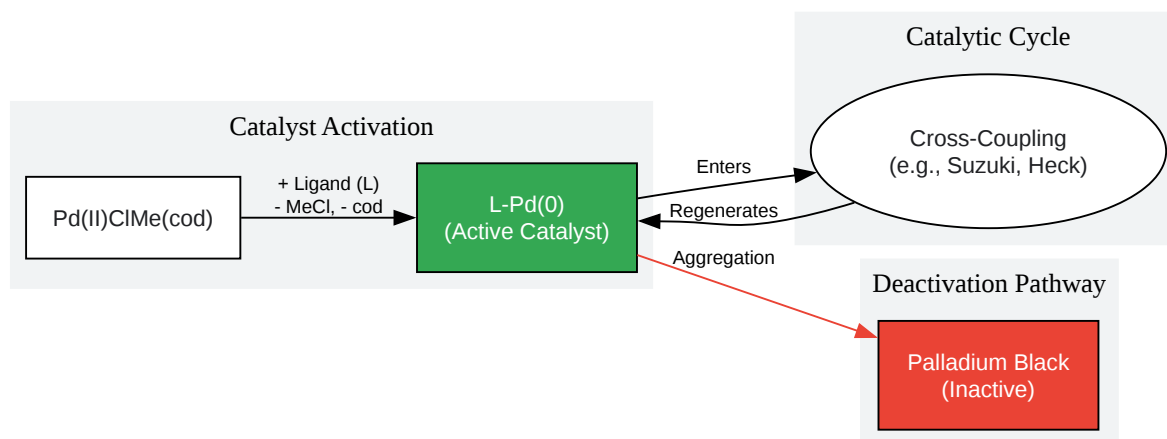 Catalytic Cycle
Catalyst Activation
Cross-Coupling
(e.g., Suzuki, Heck)
Enters
+ Ligand (L)
- MeCl, - cod
Pd(II)ClMe(cod)
L-Pd(0)
(Active Catalyst)
Regenerates
Aggregation
Deactivation Pathway
Palladium Black
(Inactive)